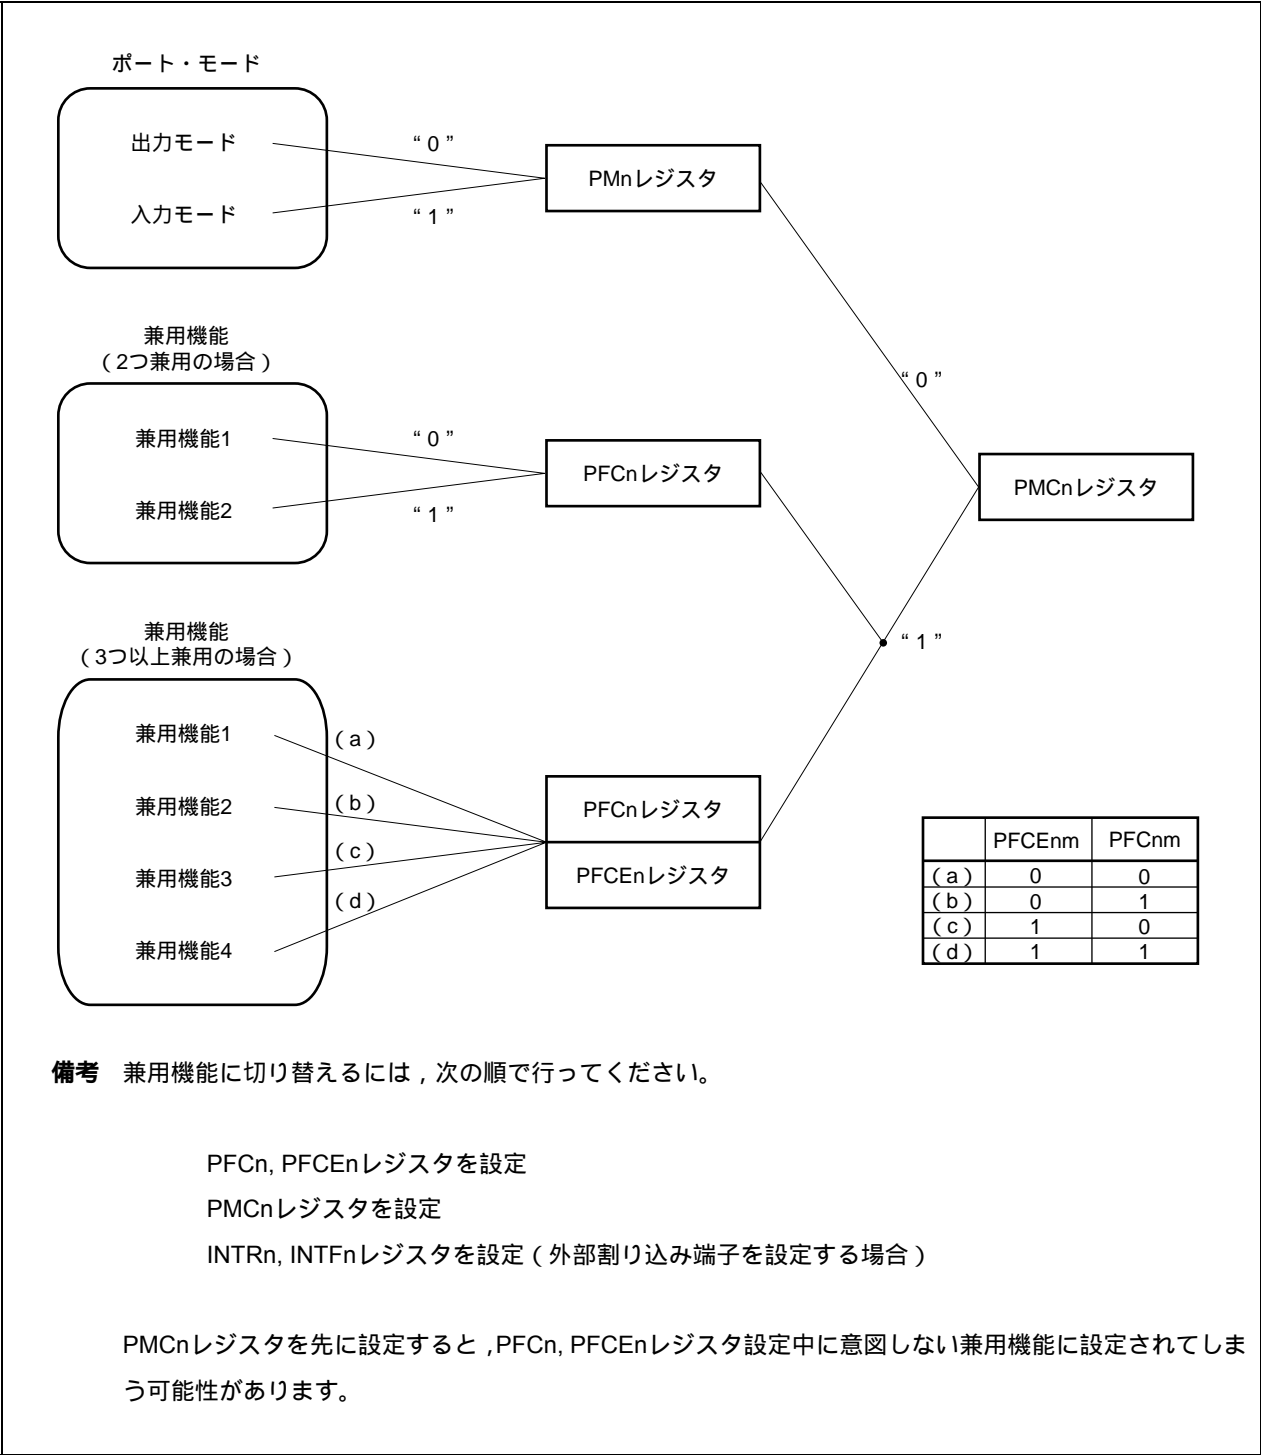 ポート・モード
出力モード
“0”
PMnレジスタ
入力モード
“1”
兼用機能
（2つ兼用の場合）
“0”
兼用機能1
“0”
PFCnレジスタ
PMCnレジスタ
兼用機能2
“1”
兼用機能
（3つ以上兼用の場合）
“1”
兼用機能1
（a）
兼用機能2
（b）
PFCnレジスタ
（c）
兼用機能3
PFCEnレジスタ
（d）
兼用機能4
PFCEnm PFCnm
（a） 0 0
（b） 0 1
（c） 1 0
（d） 1 1
備考 兼用機能に切り替えるには，次の順で行ってください。
PFCn, PFCEnレジスタを設定
PMCnレジスタを設定
INTRn, INTFnレジスタを設定（外部割り込み端子を設定する場合）
PMCnレジスタを先に設定すると，PFCn, PFCEnレジスタ設定中に意図しない兼用機能に設定されてしま
う可能性があります。